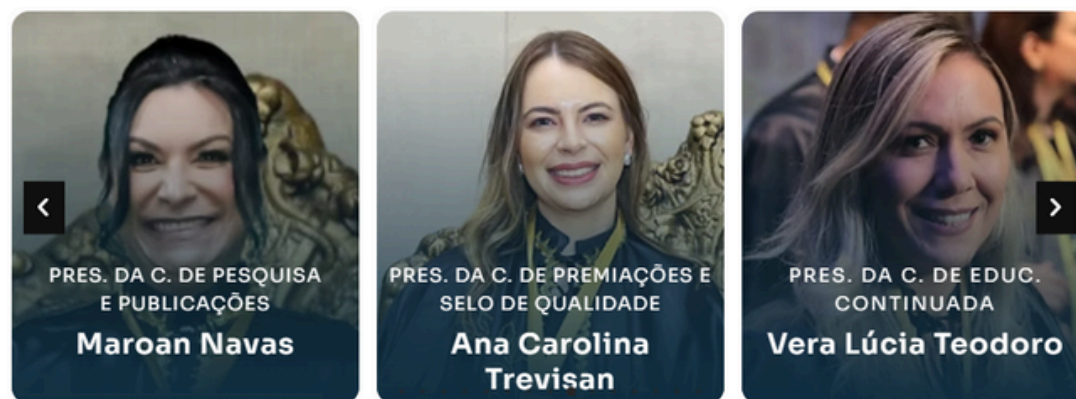 PRES. DA C. DE PESQUISA
E PUBLICAÇÕES
Maroan Navas
PRES. DA C. DE PREMIAÇÕES E
SELO DE QUALIDADE
Ana Carolina
Trevisan
PRES. DA C. DE EDUC.
CONTINUADA
Vera Lúcia Teodoro